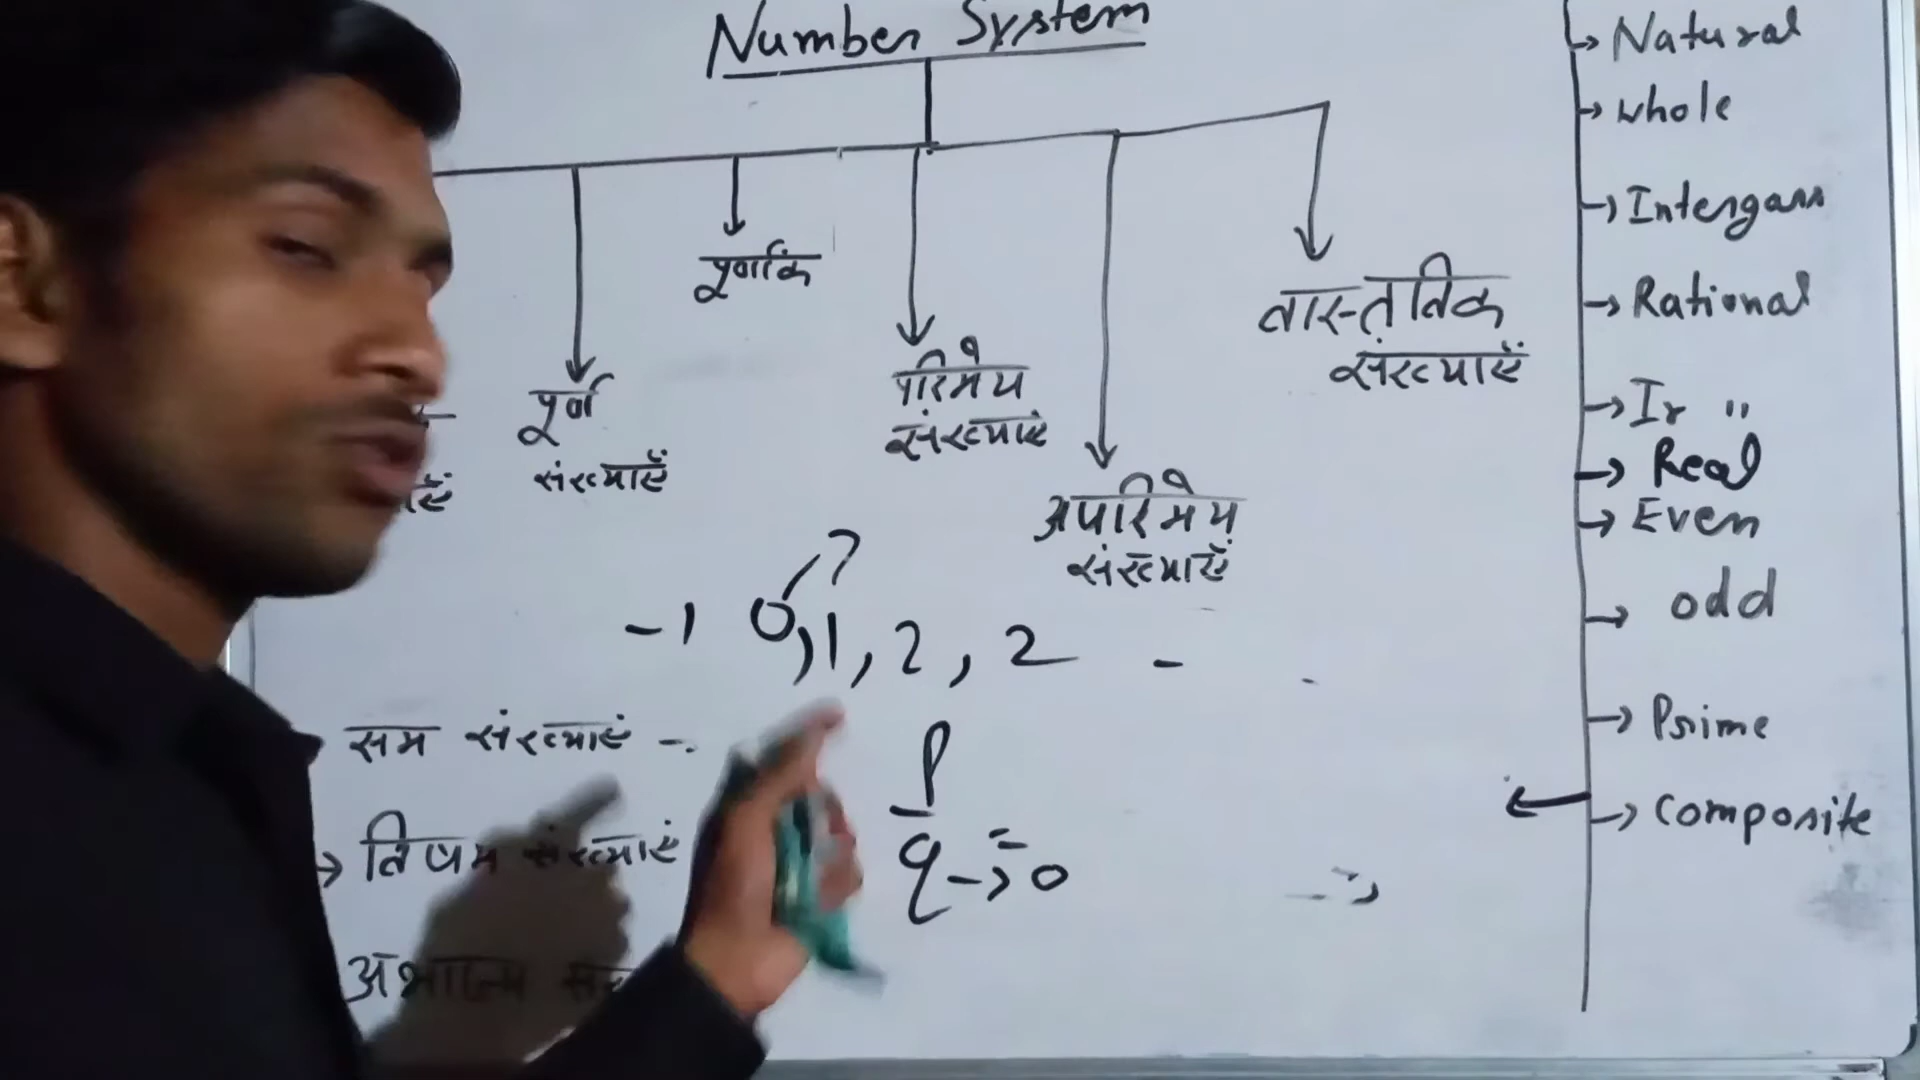 Number System
पूर्णांक
पूर्ण
संख्याएँ
परिमेय
संख्याएं
अपरिमेय
संख्याएँ
वास्तविक
संख्याएँ
-1 0, 1, 2, 2 -
?
p
q → = 0
सम संख्याएं -
→ विषम संख्याएं
अभाज्य
→ Natural
→ whole
→ Intergars
→ Rational
→ Ir "
→ Real
→ Even
→ odd
→ Prime
→ Composite